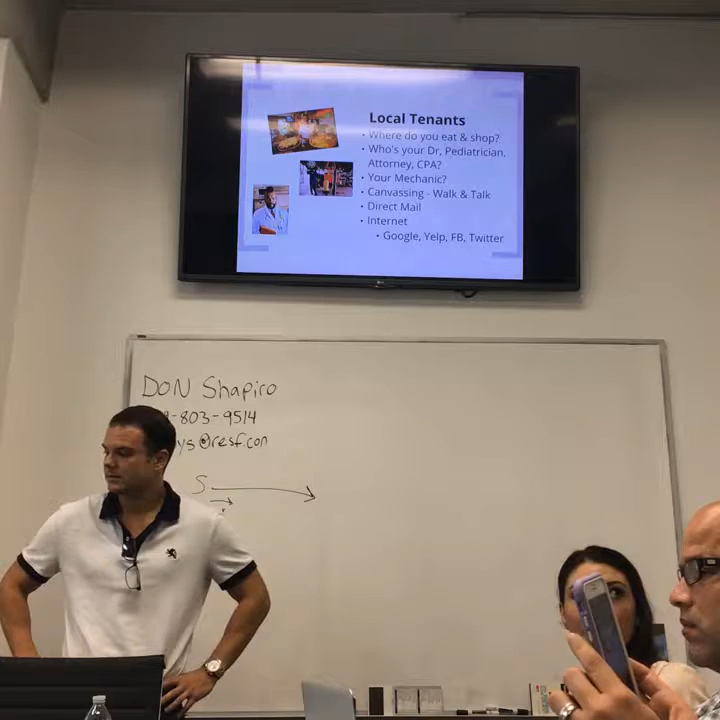 Local Tenants
• Where do you eat & shop?
• Who's your Dr, Pediatrician,
Attorney, CPA?
• Your Mechanic?
• Canvassing - Walk & Talk
• Direct Mail
• Internet
• Google, Yelp, FB, Twitter
DON Shapiro
-803-9514
ys@resf.com
S